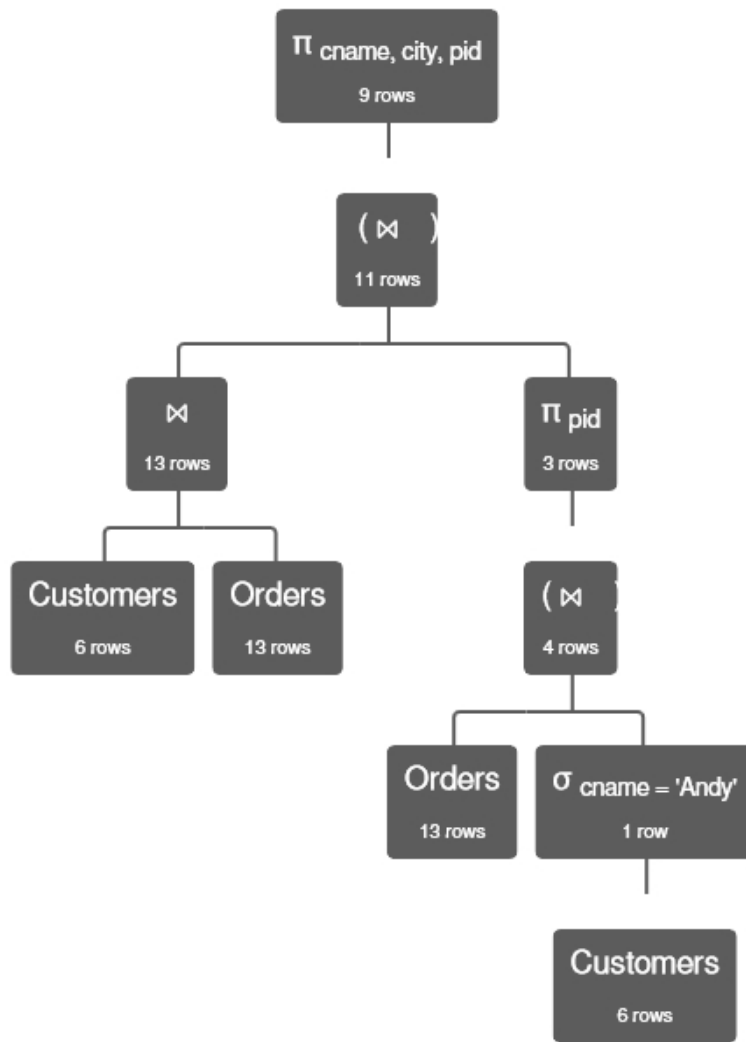 π cname, city, pid
9 rows
( ⋈ )
11 rows
⋈
13 rows
π pid
3 rows
Customers
6 rows
Orders
13 rows
( ⋈ )
4 rows
Orders
13 rows
σ cname = 'Andy'
1 row
Customers
6 rows